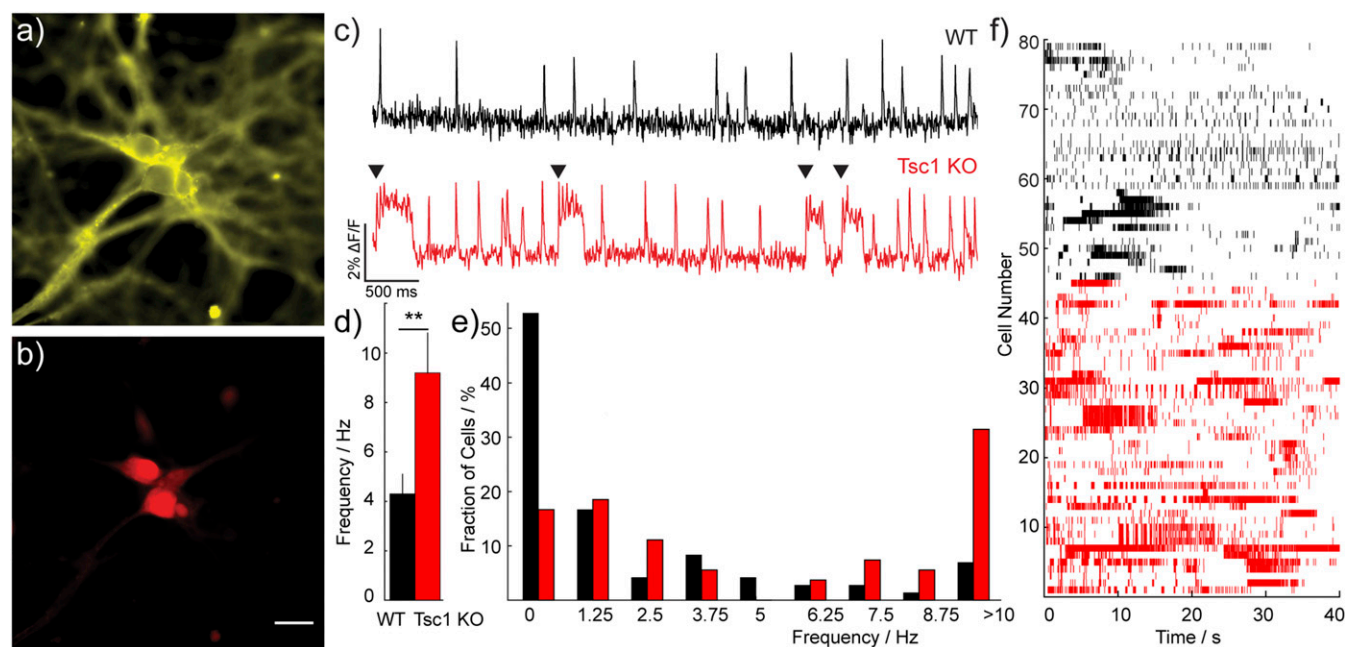 a)
b)
c)
WT
Tsc1 KO
2% ΔF/F
500 ms
d)
**
Frequency / Hz
10
8
6
4
2
0
WT Tsc1 KO
e)
Fraction of Cells / %
50
40
30
20
10
0 1.25 2.5 3.75 5 6.25 7.5 8.75 >10
Frequency / Hz
f)
Cell Number
80
70
60
50
40
30
20
10
0 10 20 30 40
Time / s